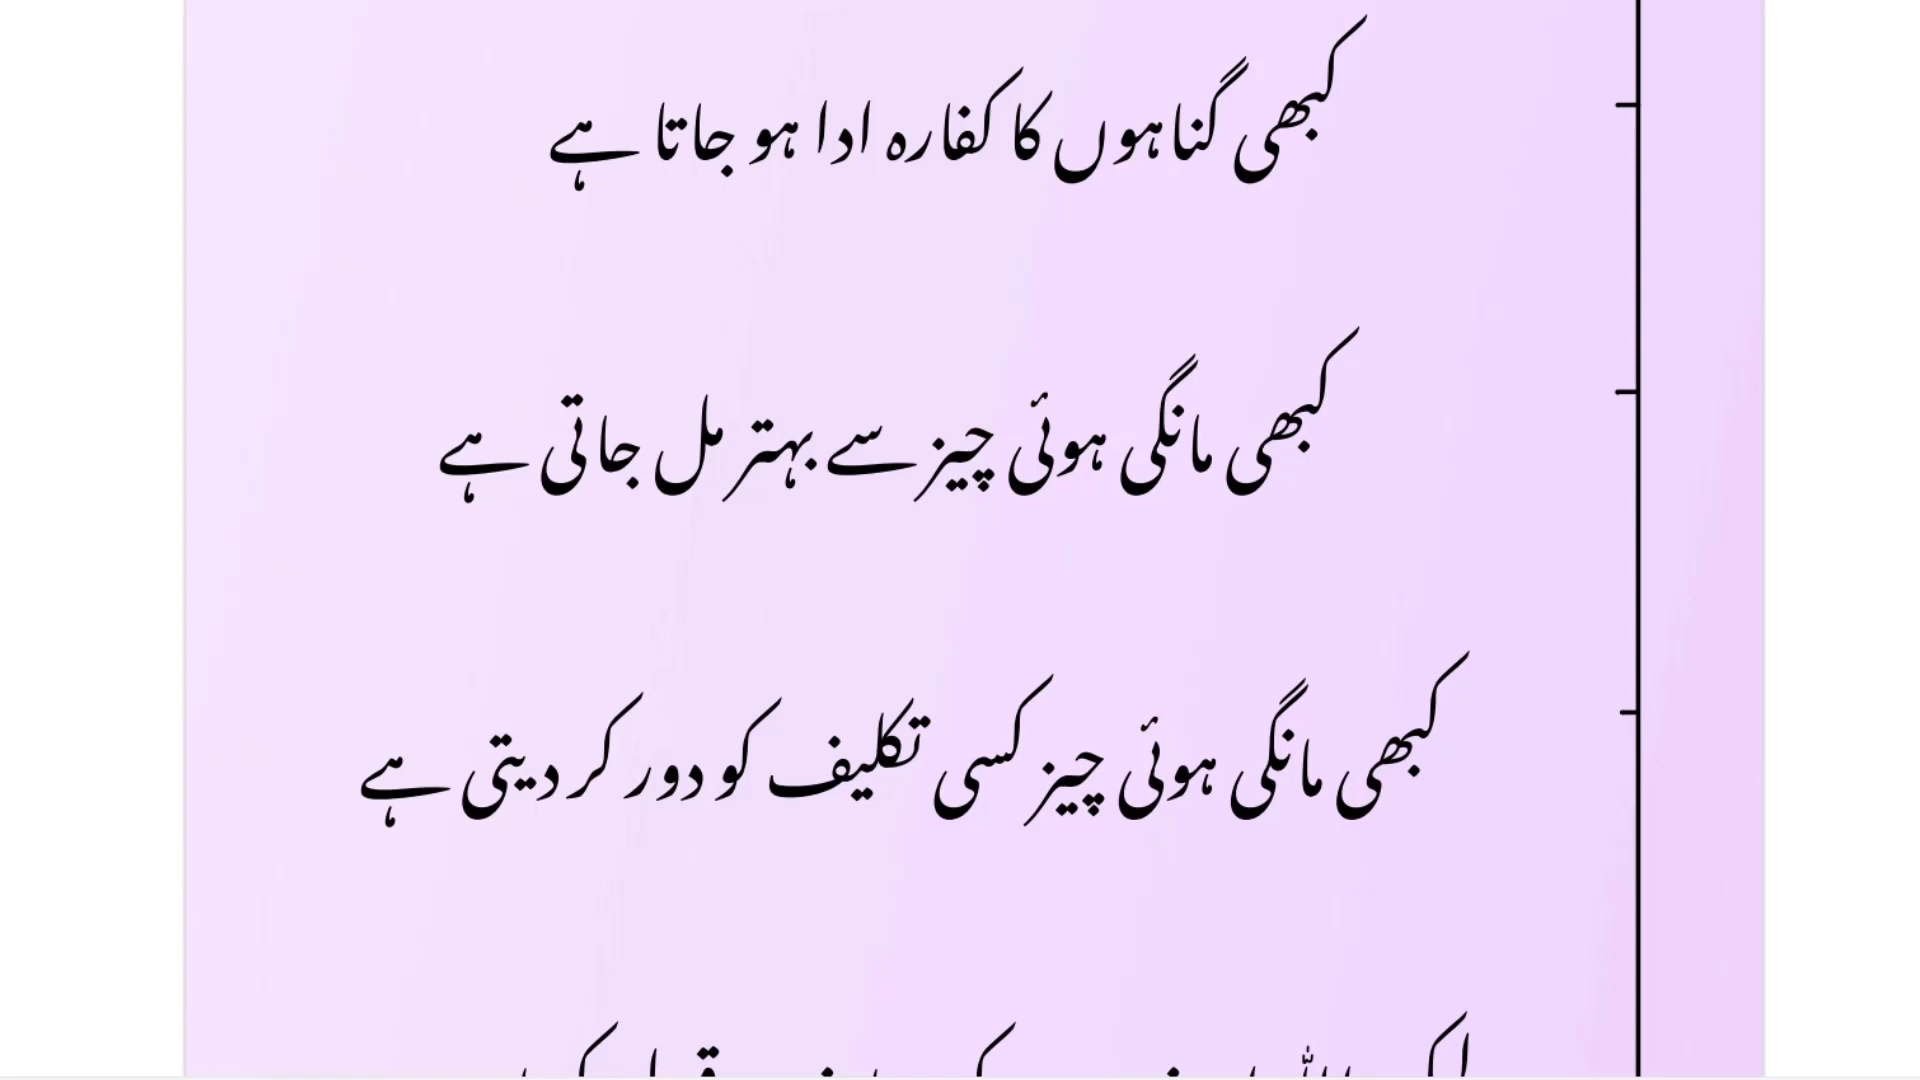 کبھی گناہوں کا کفارہ ادا ہو جاتا ہے
کبھی مانگی ہوئی چیز سے بہتر مل جاتی ہے
کبھی مانگی ہوئی چیز کسی تکلیف کو دور کر دیتی ہے